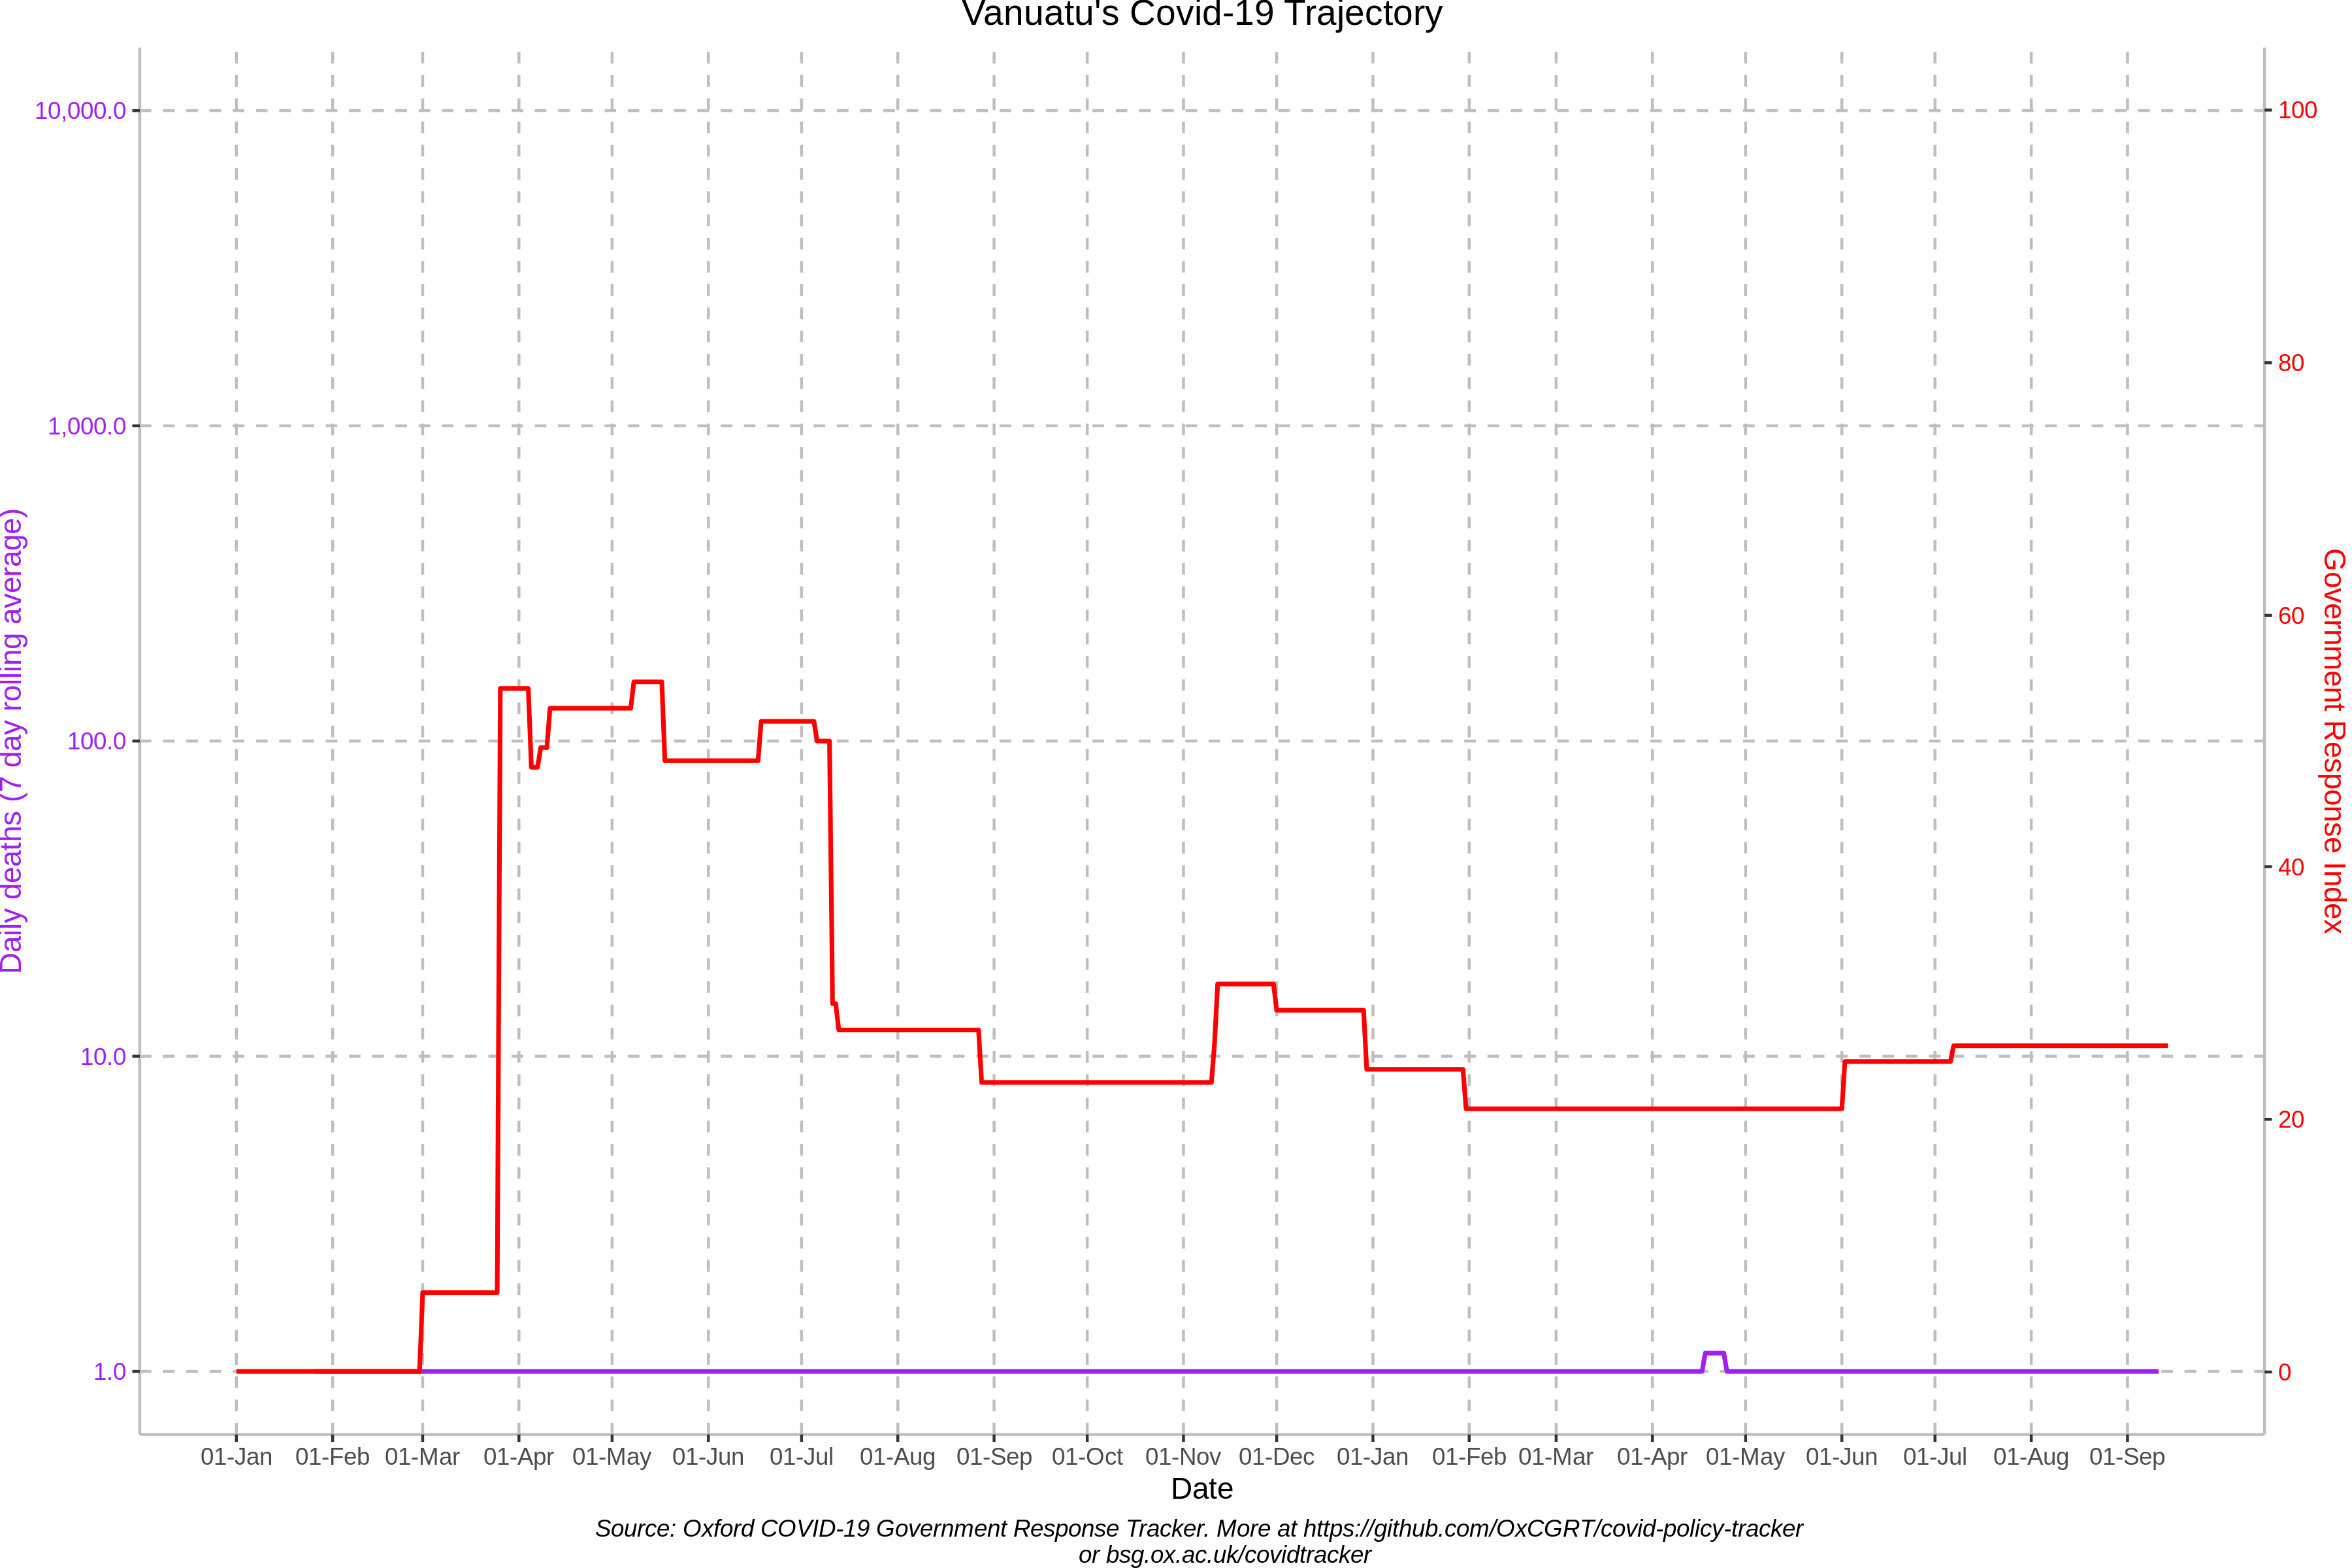 Vanuatu's Covid-19 Trajectory
Daily deaths (7 day rolling average)
10,000.0
1,000.0
100.0
10.0
1.0
100
80
60
40
20
0
Government Response Index
01-Jan 01-Feb 01-Mar 01-Apr 01-May 01-Jun 01-Jul 01-Aug 01-Sep 01-Oct 01-Nov 01-Dec 01-Jan 01-Feb 01-Mar 01-Apr 01-May 01-Jun 01-Jul 01-Aug 01-Sep
Date
Source: Oxford COVID-19 Government Response Tracker. More at https://github.com/OxCGRT/covid-policy-tracker
or bsg.ox.ac.uk/covidtracker